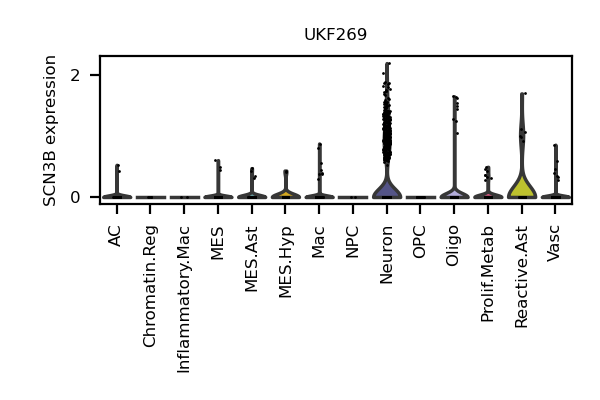 UKF269
SCN3B expression
2
0
AC
Chromatin.Reg
Inflammatory.Mac
MES
MES.Ast
MES.Hyp
Mac
NPC
Neuron
OPC
Oligo
Prolif.Metab
Reactive.Ast
Vasc